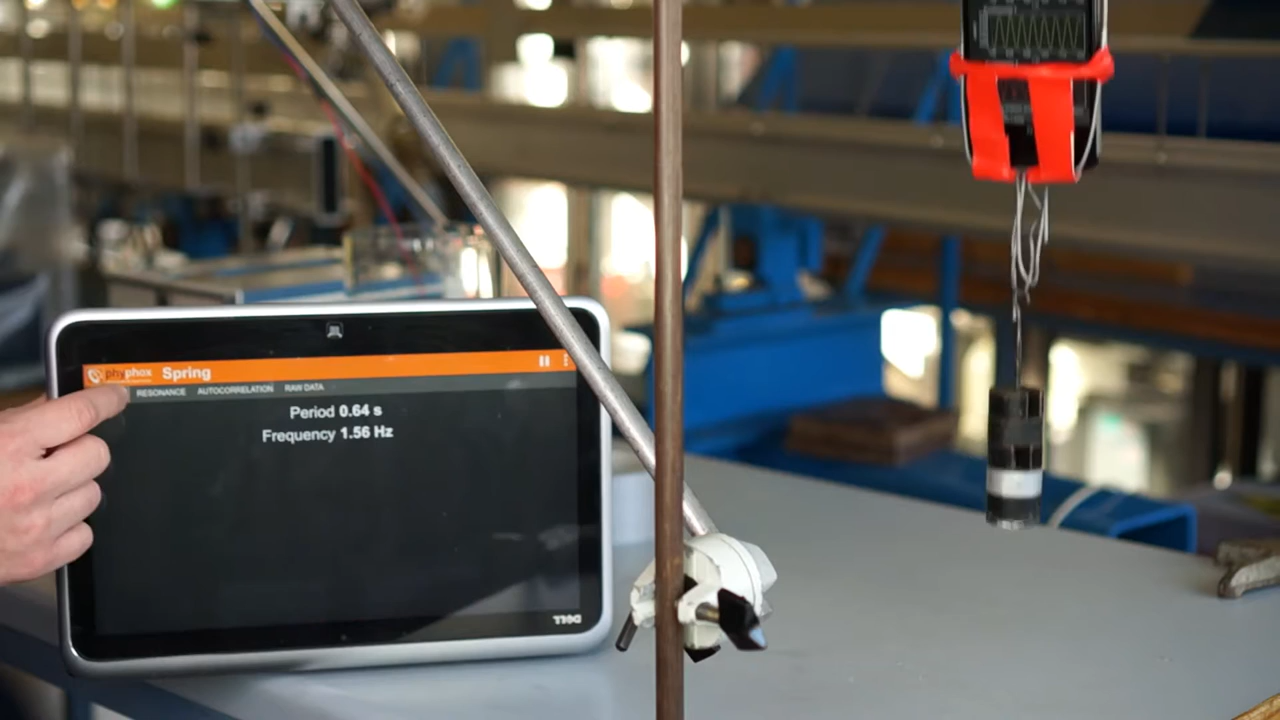 phyphox Spring
RESONANCE AUTOCORRELATION RAW DATA
Period 0.64 s
Frequency 1.56 Hz
DELL